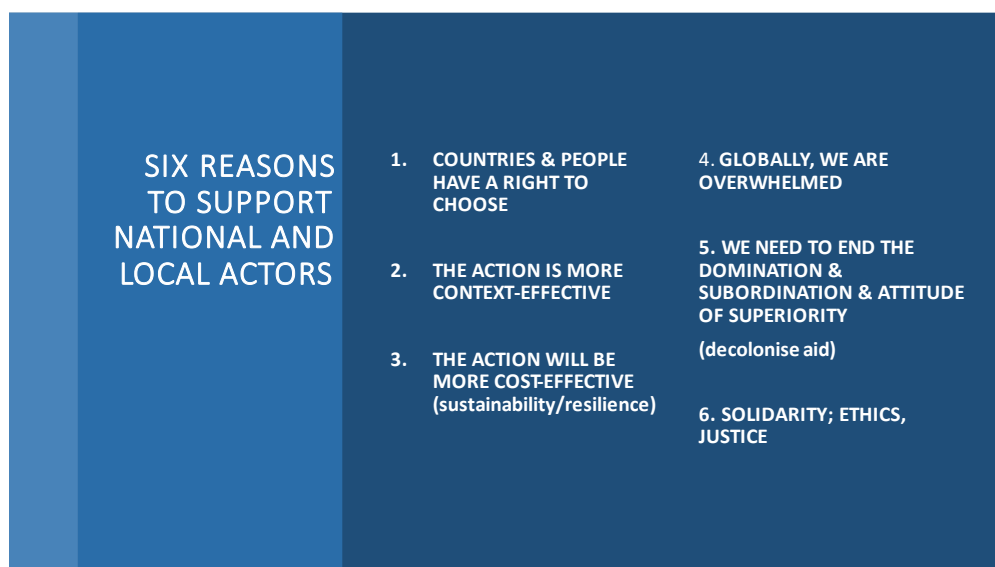 SIX REASONS
TO SUPPORT
NATIONAL AND
LOCAL ACTORS
1. COUNTRIES & PEOPLE
HAVE A RIGHT TO
CHOOSE
2. THE ACTION IS MORE
CONTEXT-EFFECTIVE
3. THE ACTION WILL BE
MORE COST-EFFECTIVE
(sustainability/resilience)
4. GLOBALLY, WE ARE
OVERWHELMED
5. WE NEED TO END THE
DOMINATION &
SUBORDINATION & ATTITUDE
OF SUPERIORITY
(decolonise aid)
6. SOLIDARITY; ETHICS,
JUSTICE